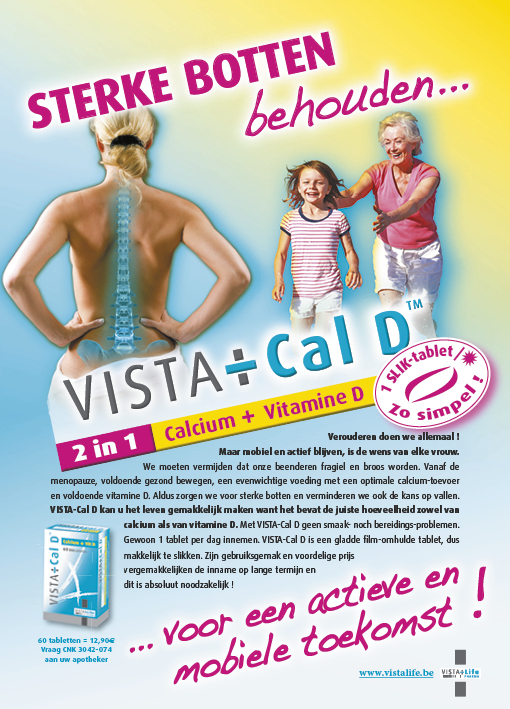 STERKE BOTTEN
behouden...
VISTA÷Cal D™
2 in 1 Calcium + Vitamine D
1 SLIK-tablet/
zo simpel !
Verouderen doen we allemaal !
Maar mobiel en actief blijven, is de wens van elke vrouw.
We moeten vermijden dat onze beenderen fragiel en broos worden. Vanaf de
menopauze, voldoende gezond bewegen, een evenwichtige voeding met een optimale calcium-toevoer
en voldoende vitamine D. Aldus zorgen we voor sterke botten en verminderen we ook de kans op vallen.
VISTA-Cal D kan u het leven gemakkelijk maken want het bevat de juiste hoeveelheid zowel van
calcium als van vitamine D. Met VISTA-Cal D geen smaak- noch bereidings-problemen.
Gewoon 1 tablet per dag innemen. VISTA-Cal D is een gladde film-omhulde tablet, dus
makkelijk te slikken. Zijn gebruiksgemak en voordelige prijs
vergemakkelijken de inname op lange termijn en
dit is absoluut noodzakelijk !
VISTA÷Cal D
60 tabletten = 12,90€
Vraag CNK 3042-074
aan uw apotheker
... voor een actieve en
mobiele toekomst !
www.vistalife.be
VISTA÷Life